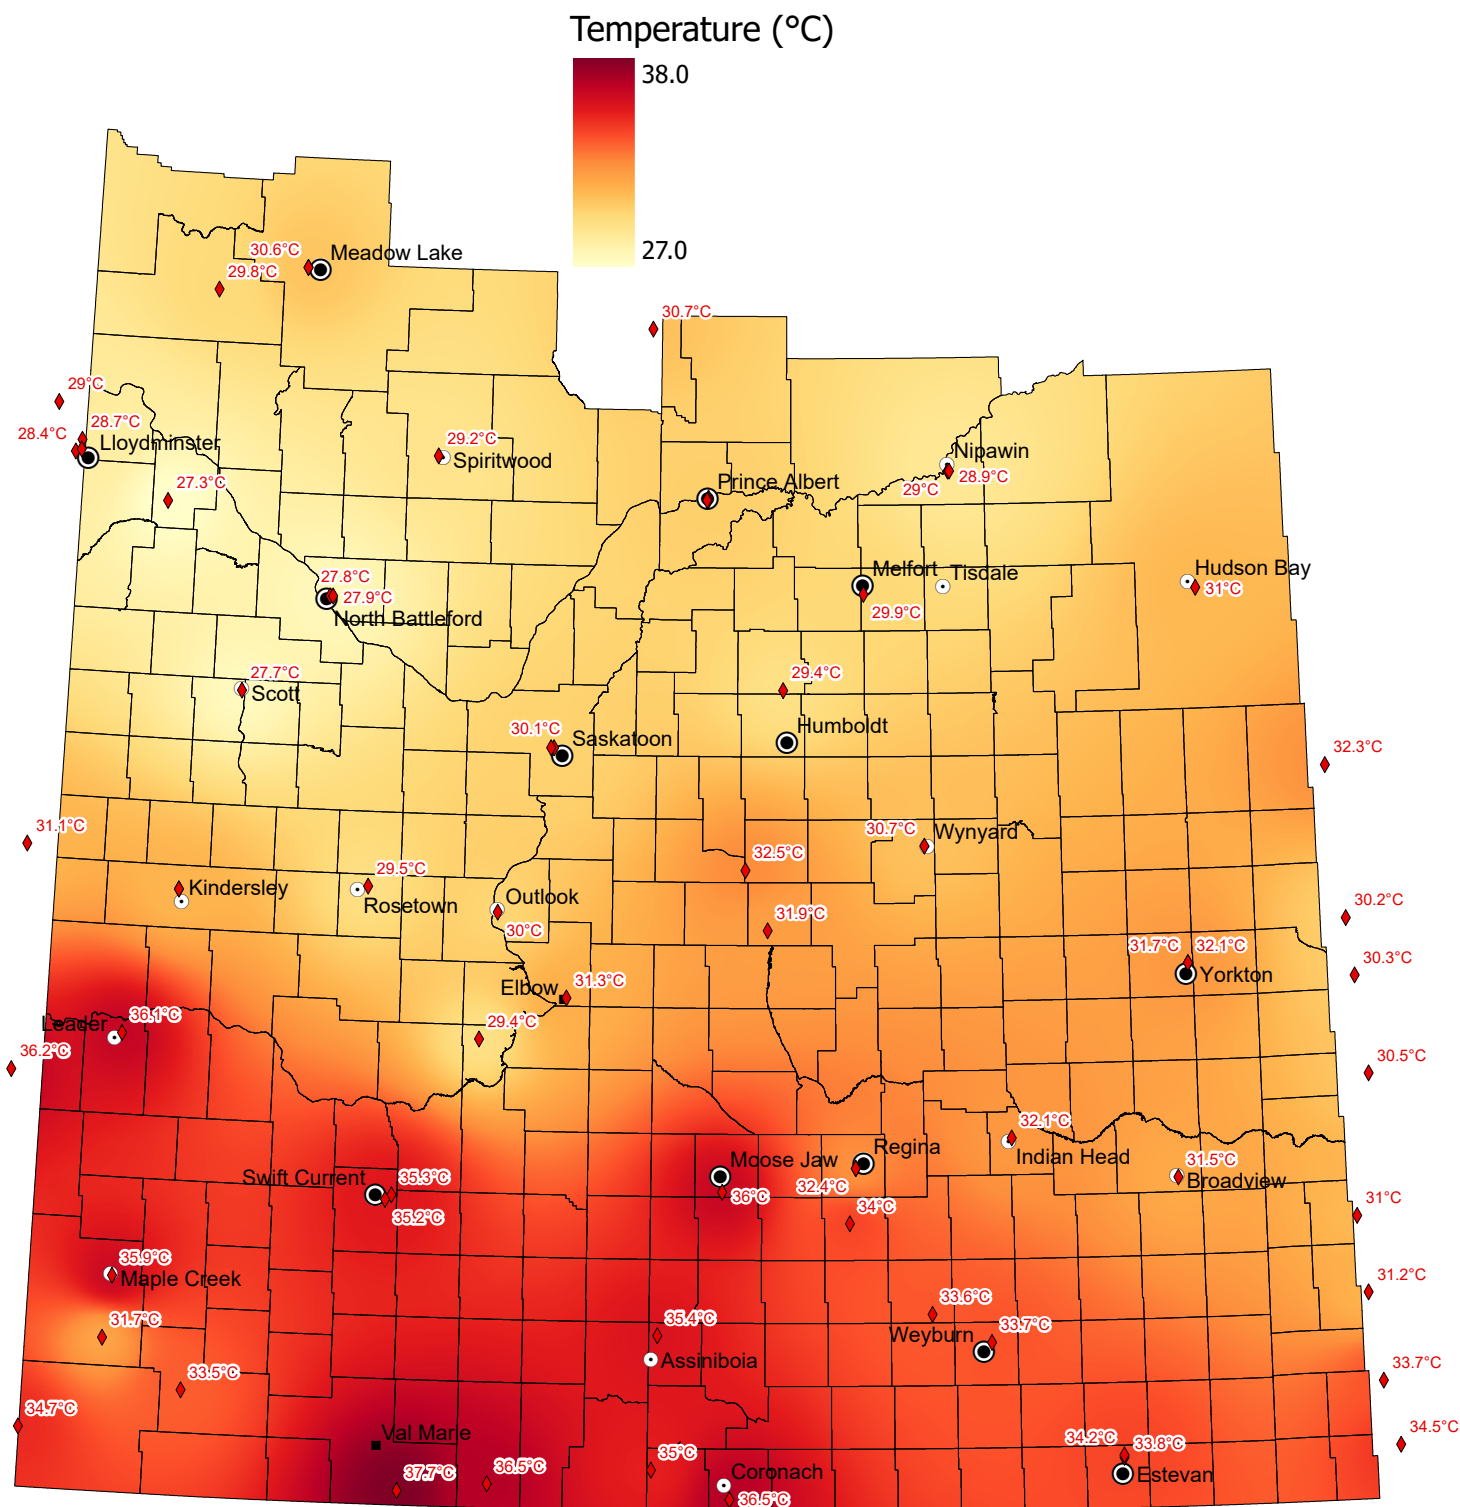 Temperature (°C)
38.0
27.0
30.6°C
Meadow Lake
29.8°C
30.7°C
29°C
28.7°C
28.4°C
Lloydminster
29.2°C
Spiritwood
27.3°C
Nipawin
29°C
28.9°C
Prince Albert
27.8°C
27.9°C
North Battleford
Melfort
Tisdale
29.9°C
Hudson Bay
31°C
27.7°C
Scott
29.4°C
Humboldt
30.1°C
Saskatoon
32.3°C
31.1°C
30.7°C
Wynyard
32.5°C
Kindersley
29.5°C
Rosetown
Outlook
30°C
31.9°C
30.2°C
31.7°C
32.1°C
Yorkton
30.3°C
Elbow
31.3°C
Leader
36.1°C
29.4°C
36.2°C
30.5°C
32.1°C
Indian Head
Regina
32.4°C
34°C
Moose Jaw
36°C
Swift Current
35.3°C
35.2°C
31.5°C
Broadview
31°C
35.9°C
Maple Creek
31.2°C
31.7°C
33.6°C
Weyburn
33.7°C
35.4°C
Assiniboia
33.5°C
33.7°C
34.7°C
Val Marie
34.5°C
34.2°C
33.8°C
Estevan
37.7°C
36.5°C
35°C
Coronach
36.5°C